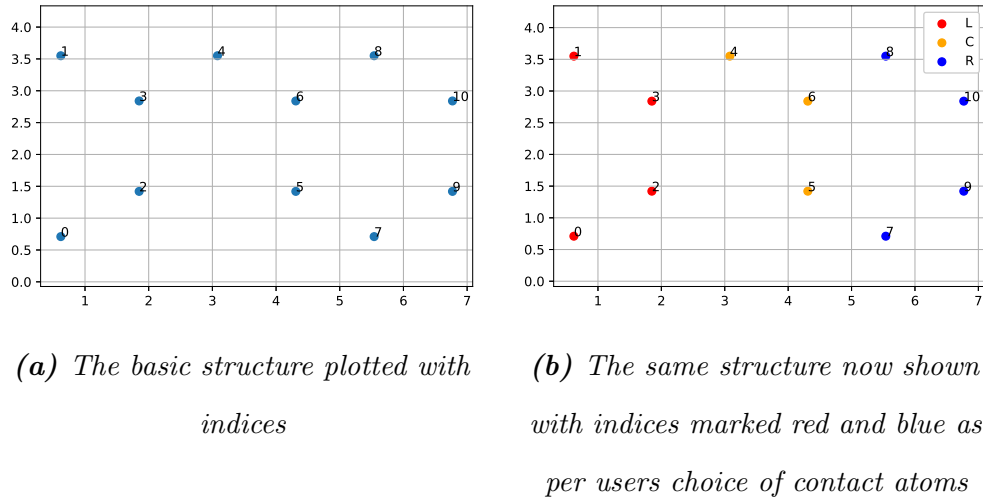 4.0
3.5
3.0
2.5
2.0
1.5
1.0
0.5
0.0
1 4 8
3 6 10
2 5 9
0 7
1 2 3 4 5 6 7
4.0
3.5
3.0
2.5
2.0
1.5
1.0
0.5
0.0
1 4 8
3 6 10
2 5 9
0 7
L
C
R
1 2 3 4 5 6 7
(a) The basic structure plotted with
indices
(b) The same structure now shown
with indices marked red and blue as
per users choice of contact atoms